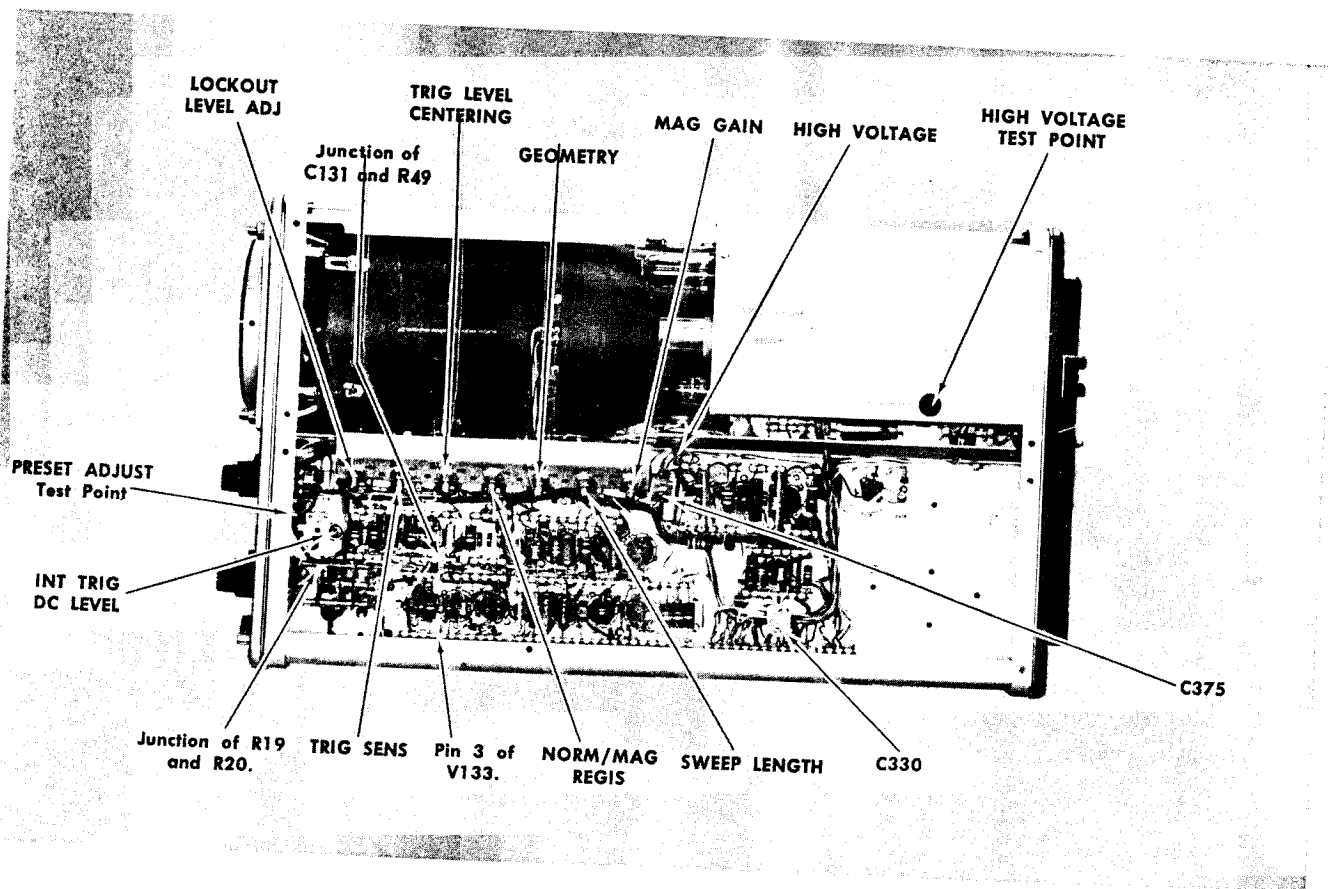 LOCKOUT
LEVEL ADJ
TRIG LEVEL
CENTERING
Junction of
C131 and R49
GEOMETRY
MAG GAIN
HIGH VOLTAGE
HIGH VOLTAGE
TEST POINT
PRESET ADJUST
Test Point
INT TRIG
DC LEVEL
C375
Junction of R19
and R20.
TRIG SENS
Pin 3 of
V133.
NORM/MAG
REGIS
SWEEP LENGTH
C330